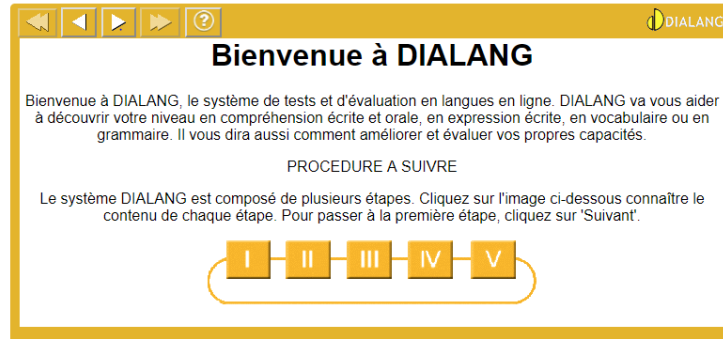 DIALANG
Bienvenue à DIALANG
Bienvenue à DIALANG, le système de tests et d'évaluation en langues en ligne. DIALANG va vous aider
à découvrir votre niveau en compréhension écrite et orale, en expression écrite, en vocabulaire ou en
grammaire. Il vous dira aussi comment améliorer et évaluer vos propres capacités.
PROCEDURE A SUIVRE
Le système DIALANG est composé de plusieurs étapes. Cliquez sur l'image ci-dessous connaître le
contenu de chaque étape. Pour passer à la première étape, cliquez sur 'Suivant'.
I II III IV V